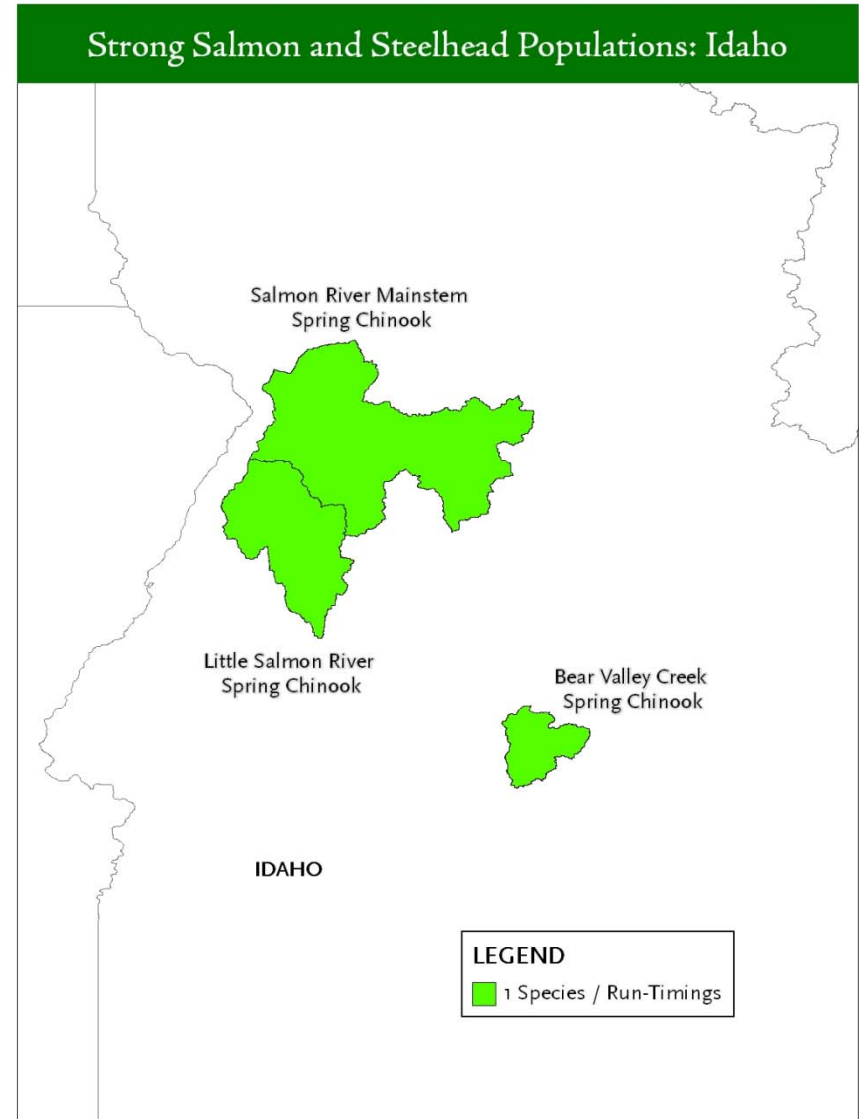 Strong Salmon and Steelhead Populations: Idaho
Salmon River Mainstem
Spring Chinook
Little Salmon River
Spring Chinook
Bear Valley Creek
Spring Chinook
IDAHO
LEGEND
1 Species / Run-Timings